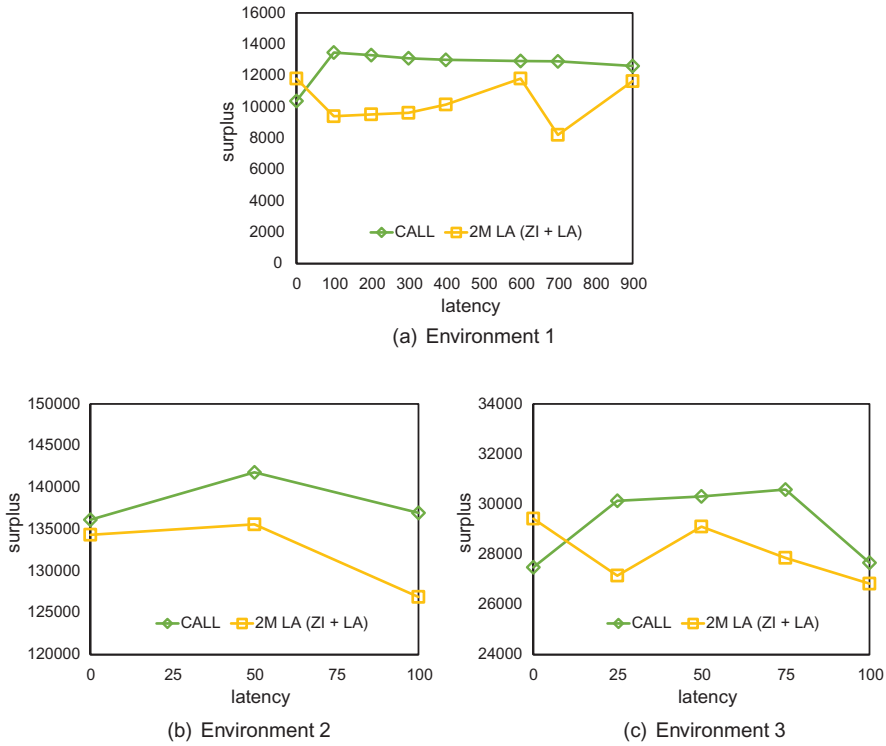 16000
14000
12000
10000
8000
6000
4000
2000
0
surplus
CALL 2M LA (ZI + LA)
0 100 200 300 400 500 600 700 800 900
latency
(a) Environment 1
150000
145000
140000
135000
130000
125000
120000
surplus
CALL 2M LA (ZI + LA)
0 25 50 75 100
latency
(b) Environment 2
34000
32000
30000
28000
26000
24000
surplus
CALL 2M LA (ZI + LA)
0 25 50 75 100
latency
(c) Environment 3